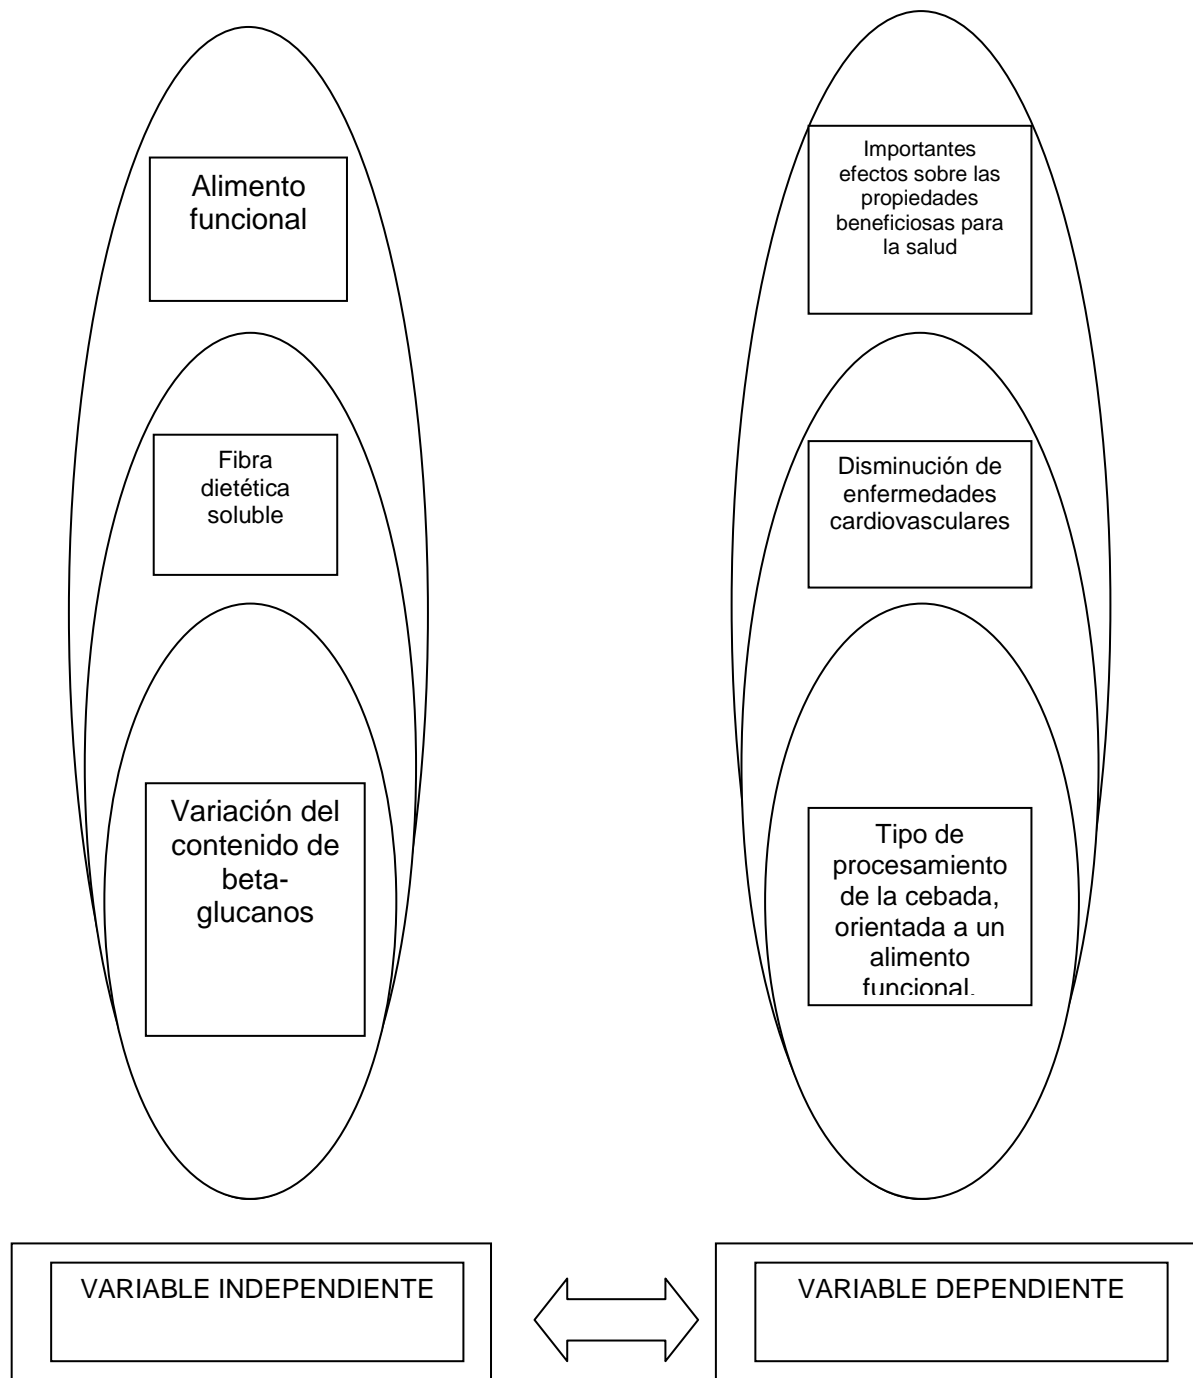 Alimento
funcional
Fibra
dietética
soluble
Variación del
contenido de
beta-
glucanos
VARIABLE INDEPENDIENTE
Importantes
efectos sobre las
propiedades
beneficiosas para
la salud
Disminución de
enfermedades
cardiovasculares
Tipo de
procesamiento
de la cebada,
orientada a un
alimento
funcional.
VARIABLE DEPENDIENTE